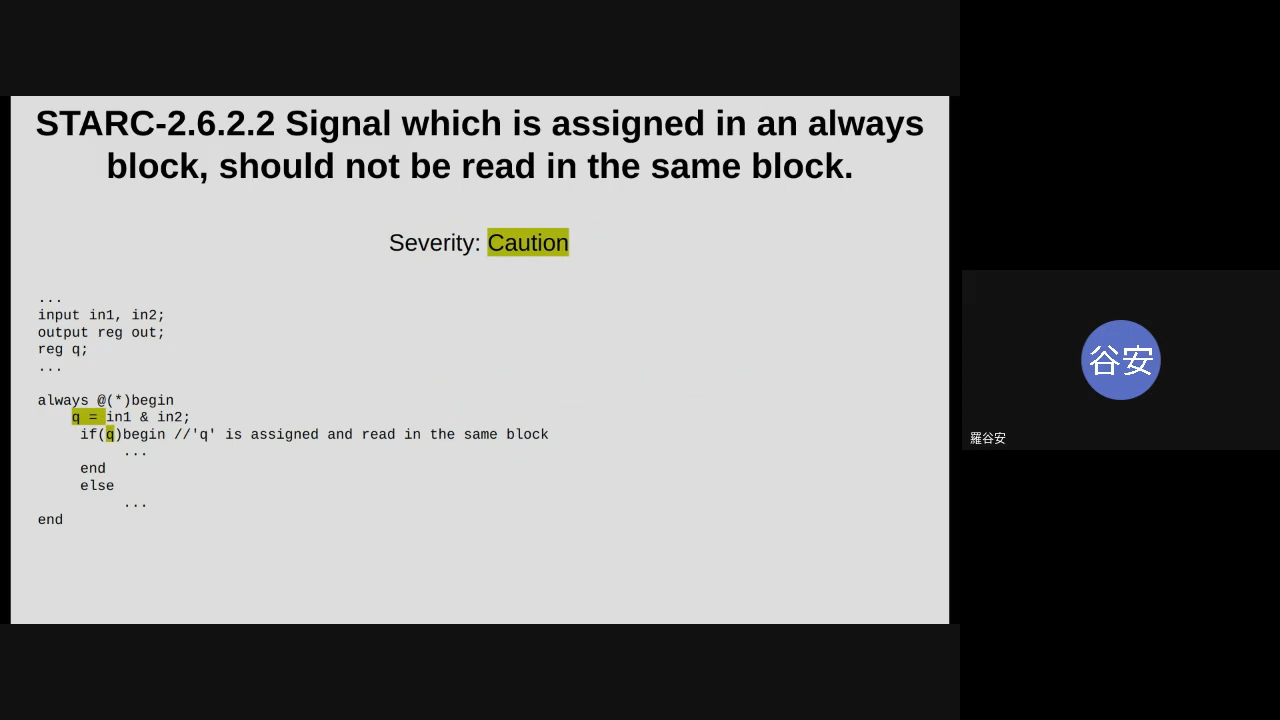 STARC-2.6.2.2 Signal which is assigned in an always
block, should not be read in the same block.
Severity: Caution
...
input in1, in2;
output reg out;
reg q;
...
always @(*)begin
q = in1 & in2;
if(q)begin //'q' is assigned and read in the same block
...
end
else
...
end
谷安
羅谷安